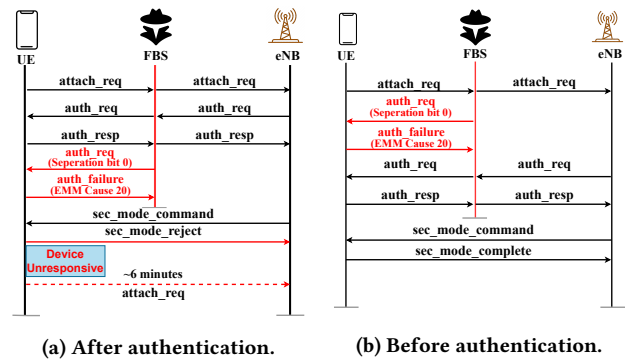 UE
FBS
eNB
attach_req
attach_req
auth_req
auth_req
auth_resp
auth_resp
auth_req
(Seperation bit 0)
auth_failure
(EMM Cause 20)
sec_mode_command
sec_mode_reject
Device
Unresponsive
~6 minutes
attach_req
(a) After authentication.
UE
FBS
eNB
attach_req
attach_req
auth_req
(Seperation bit 0)
auth_failure
(EMM Cause 20)
auth_req
auth_req
auth_resp
auth_resp
sec_mode_command
sec_mode_complete
(b) Before authentication.